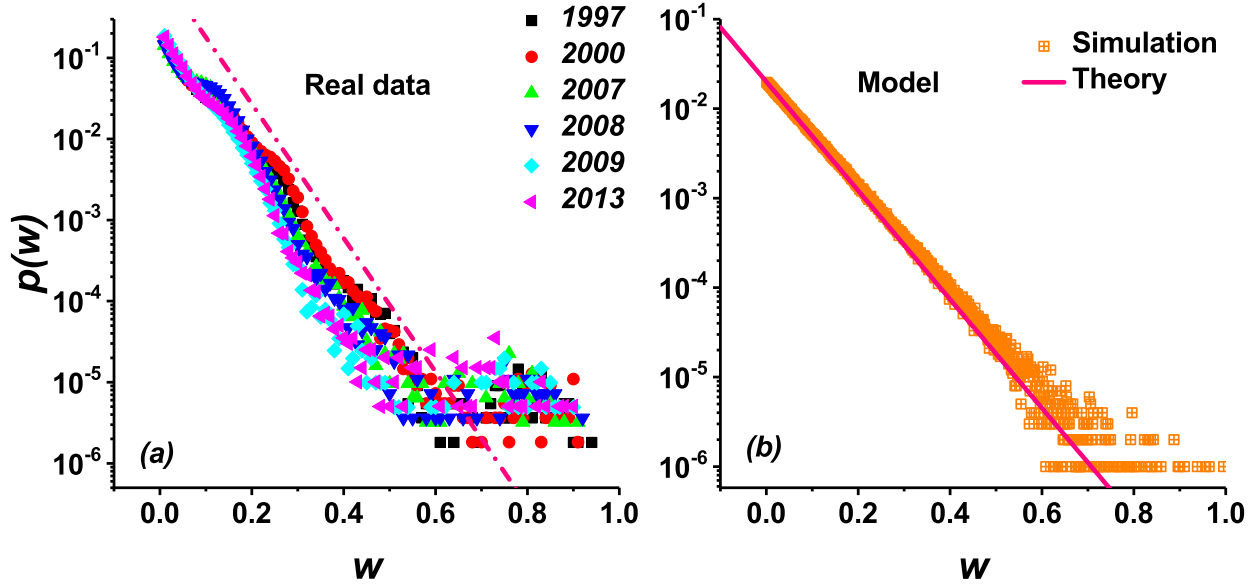 p(w)
10⁻¹
10⁻²
10⁻³
10⁻⁴
10⁻⁵
10⁻⁶
Real data
1997
2000
2007
2008
2009
2013
(a)
0.0 0.2 0.4 0.6 0.8 1.0
w
10⁰
10⁻¹
10⁻²
10⁻³
10⁻⁴
10⁻⁵
10⁻⁶
Model
Simulation
Theory
(b)
0.0 0.2 0.4 0.6 0.8 1.0
w